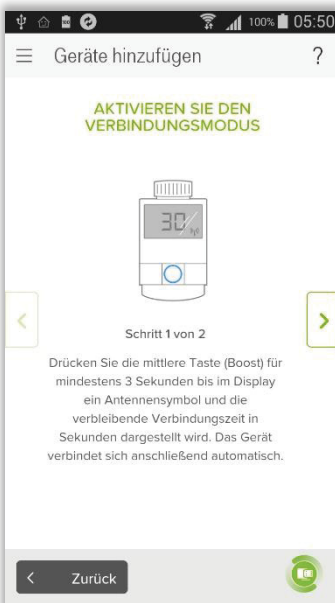 100% 05:50
Geräte hinzufügen ?
AKTIVIEREN SIE DEN
VERBINDUNGSMODUS
30
Schritt 1 von 2
Drücken Sie die mittlere Taste (Boost) für
mindestens 3 Sekunden bis im Display
ein Antennensymbol und die
verbleibende Verbindungszeit in
Sekunden dargestellt wird. Das Gerät
verbindet sich anschließend automatisch.
Zurück